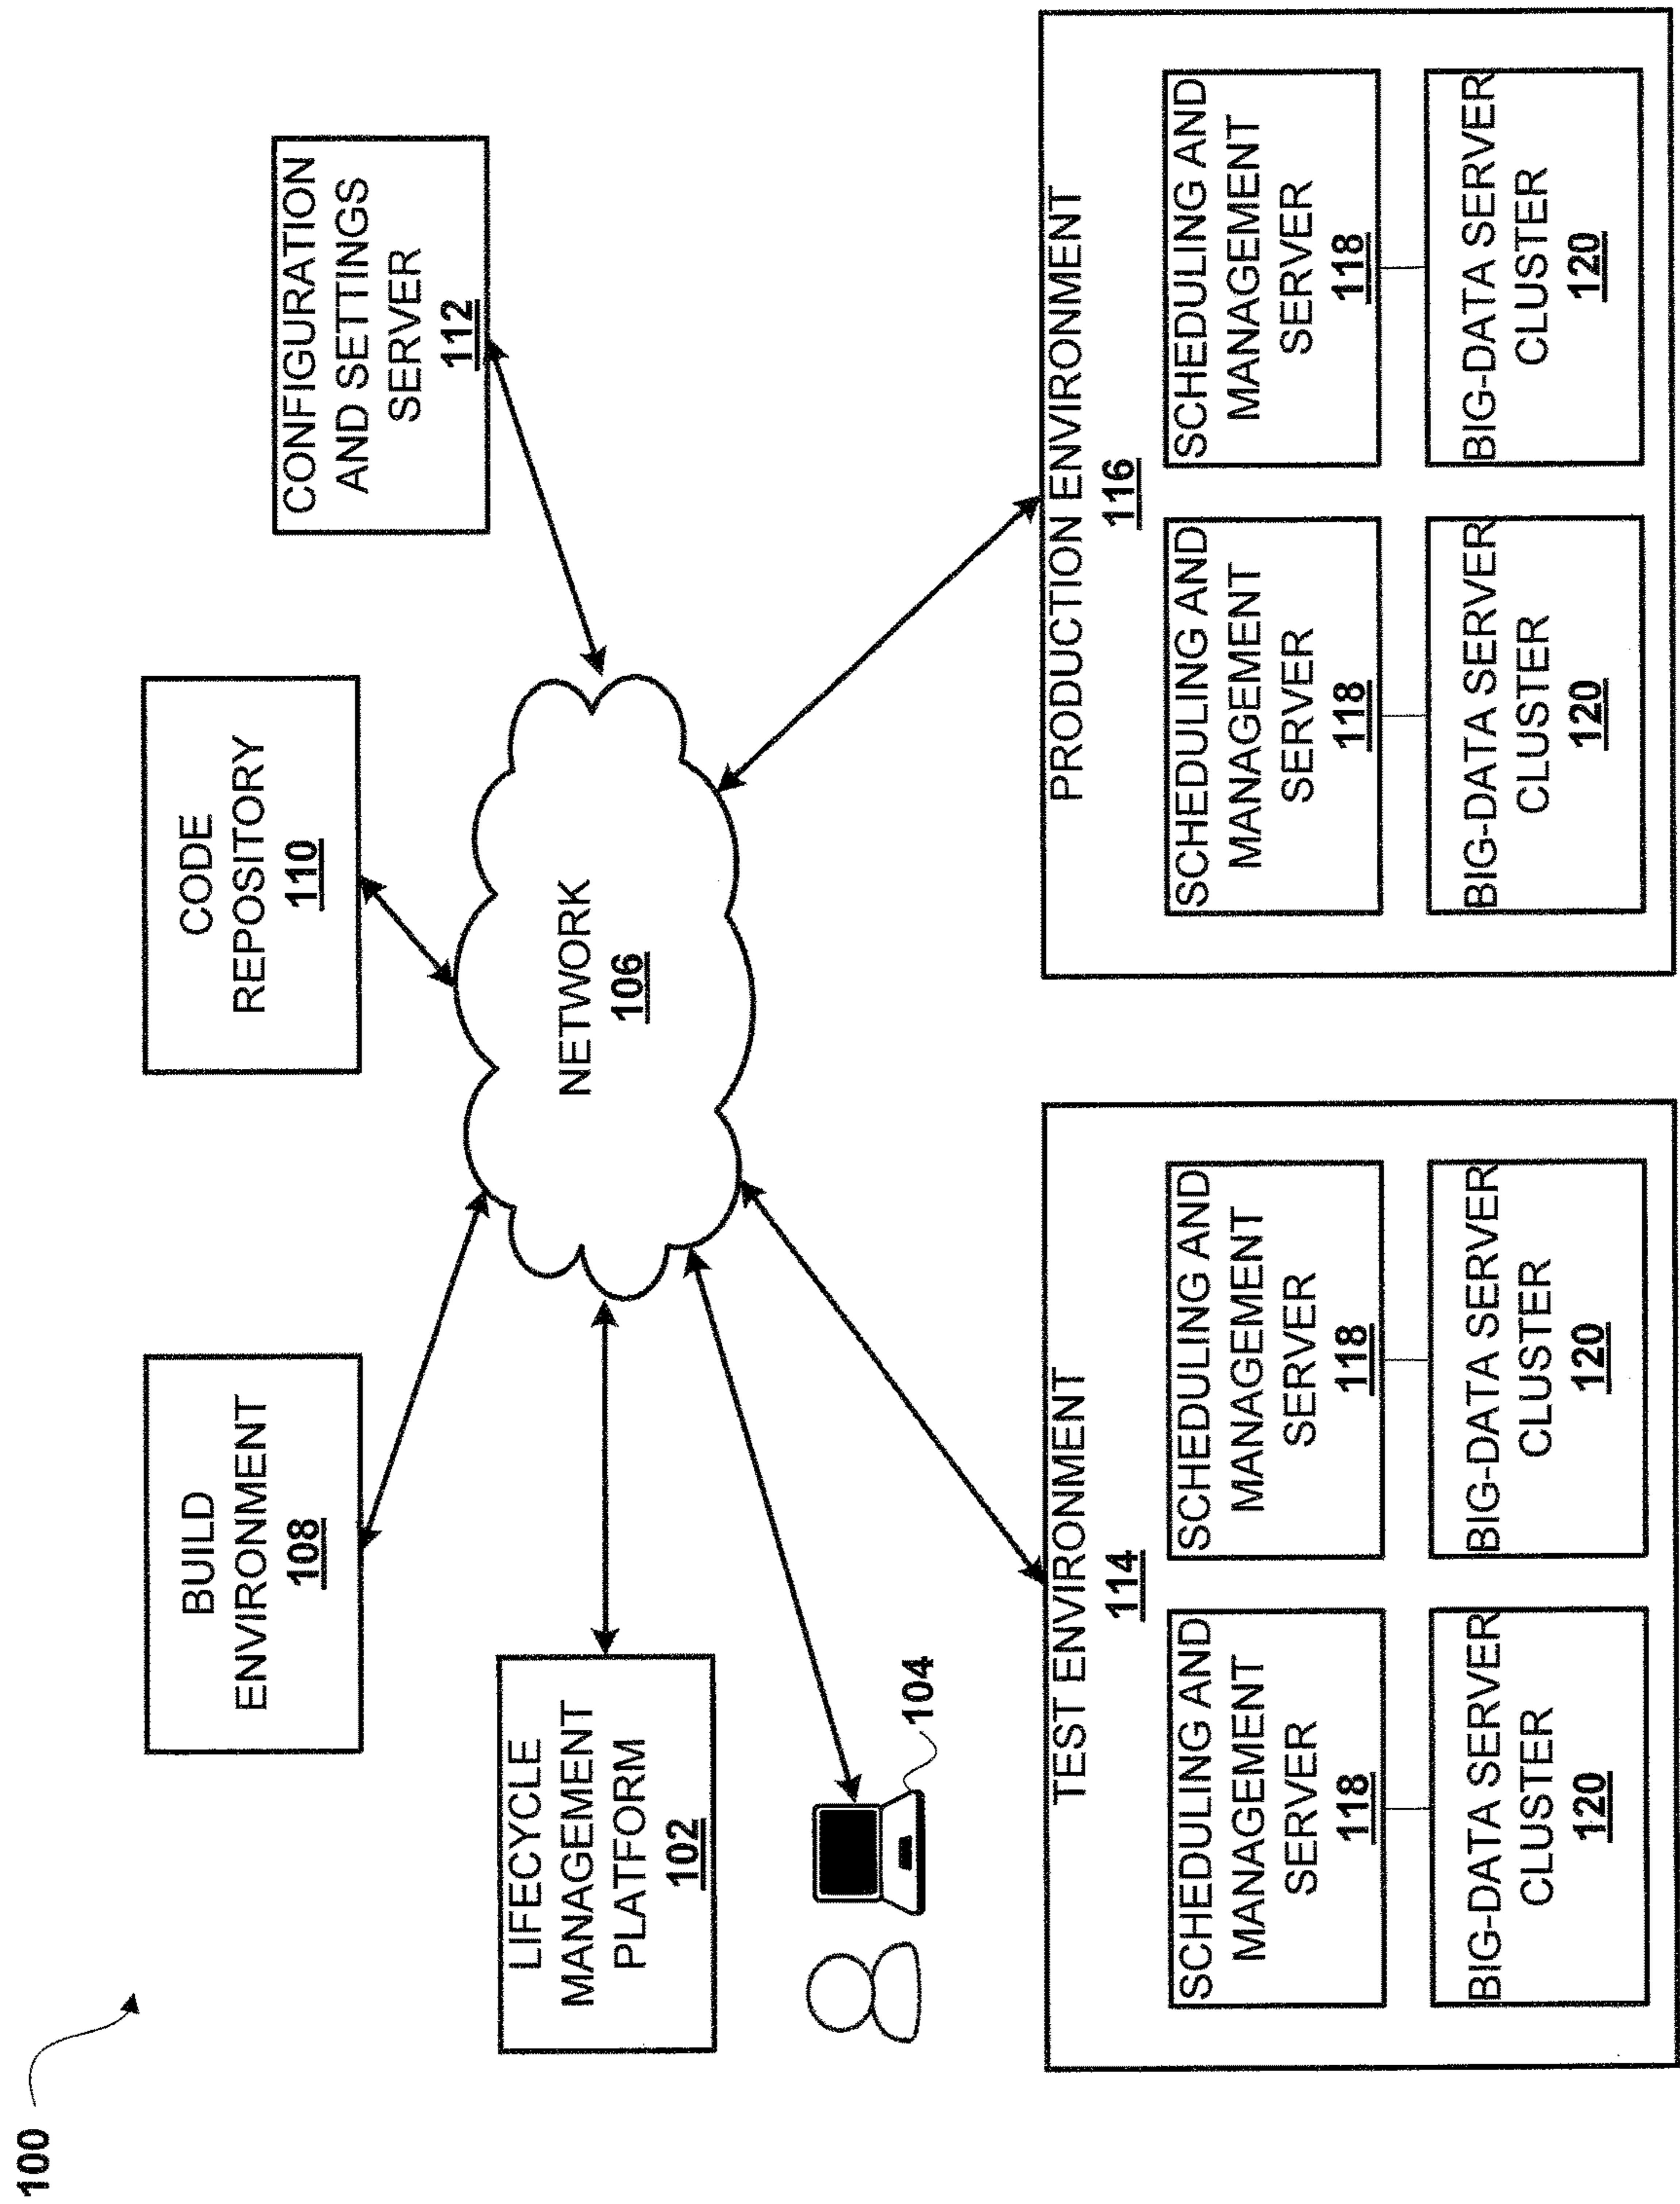 100
BUILD
ENVIRONMENT
108
CODE
REPOSITORY
110
CONFIGURATION
AND SETTINGS
SERVER
112
LIFECYCLE
MANAGEMENT
PLATFORM
102
NETWORK
106
104
TEST ENVIRONMENT
114
SCHEDULING AND
MANAGEMENT
SERVER
118
SCHEDULING AND
MANAGEMENT
SERVER
118
BIG-DATA SERVER
CLUSTER
120
BIG-DATA SERVER
CLUSTER
120
PRODUCTION ENVIRONMENT
116
SCHEDULING AND
MANAGEMENT
SERVER
118
SCHEDULING AND
MANAGEMENT
SERVER
118
BIG-DATA SERVER
CLUSTER
120
BIG-DATA SERVER
CLUSTER
120